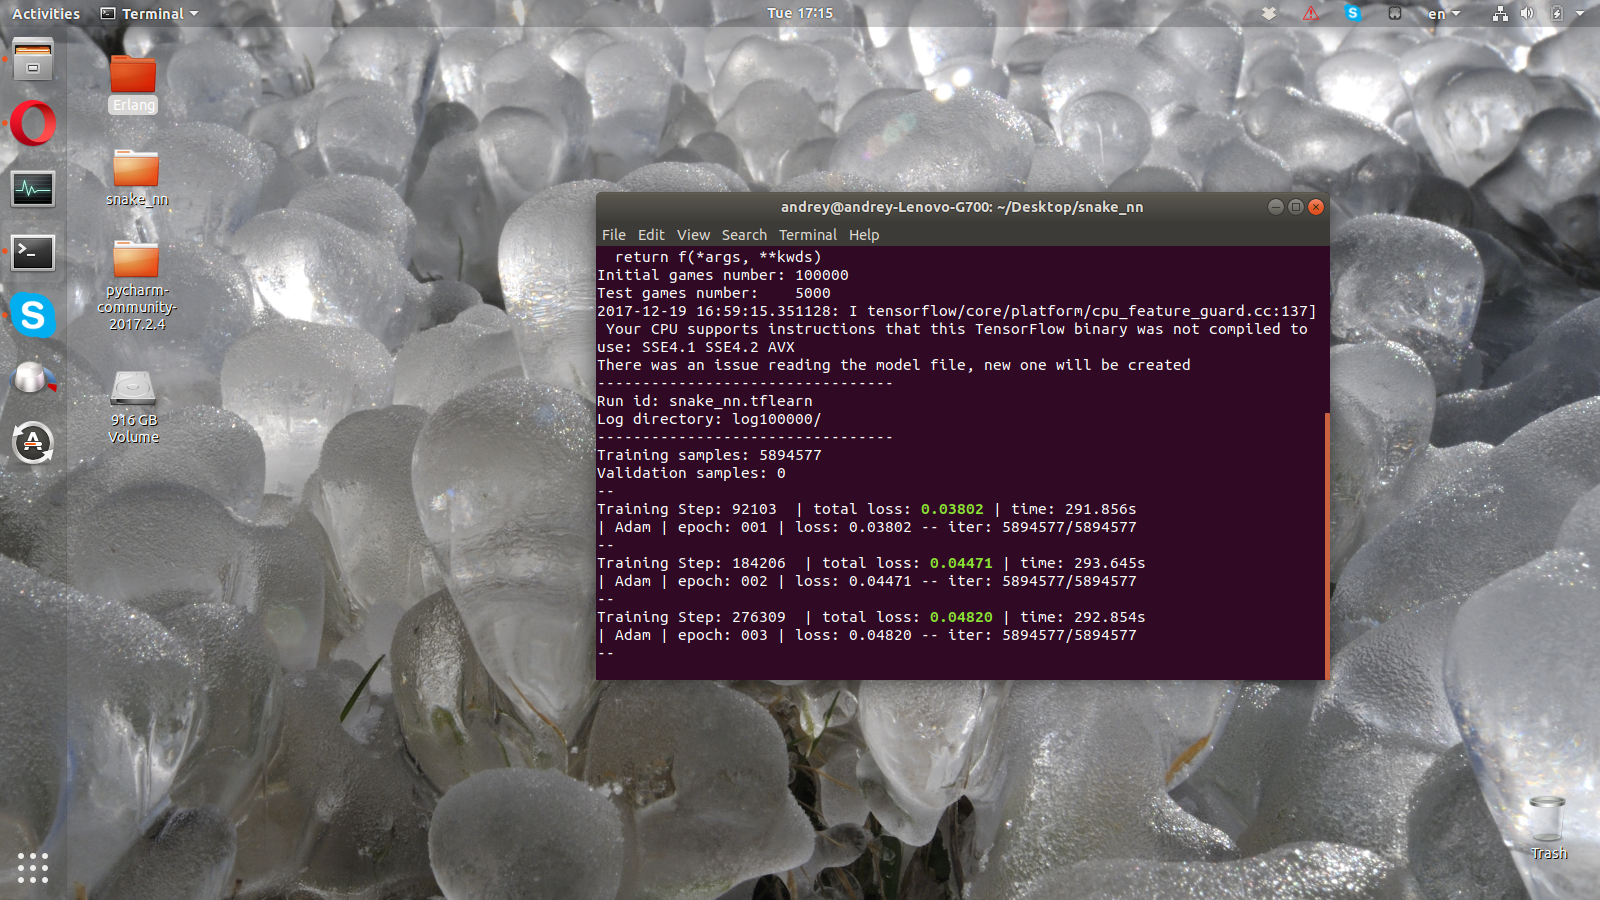 Activities
Terminal
Tue 17:15
en
Erlang
snake_nn
pycharm-
community-
2017.2.4
916 GB
Volume
andrey@andrey-Lenovo-G700: ~/Desktop/snake_nn
File Edit View Search Terminal Help
  return f(*args, **kwds)
Initial games number: 100000
Test games number:    5000
2017-12-19 16:59:15.351128: I tensorflow/core/platform/cpu_feature_guard.cc:137]
 Your CPU supports instructions that this TensorFlow binary was not compiled to
use: SSE4.1 SSE4.2 AVX
There was an issue reading the model file, new one will be created
---------------------------------
Run id: snake_nn.tflearn
Log directory: log100000/
---------------------------------
Training samples: 5894577
Validation samples: 0
--
Training Step: 92103  | total loss: 0.03802 | time: 291.856s
| Adam | epoch: 001 | loss: 0.03802 -- iter: 5894577/5894577
--
Training Step: 184206  | total loss: 0.04471 | time: 293.645s
| Adam | epoch: 002 | loss: 0.04471 -- iter: 5894577/5894577
--
Training Step: 276309  | total loss: 0.04820 | time: 292.854s
| Adam | epoch: 003 | loss: 0.04820 -- iter: 5894577/5894577
--
Trash